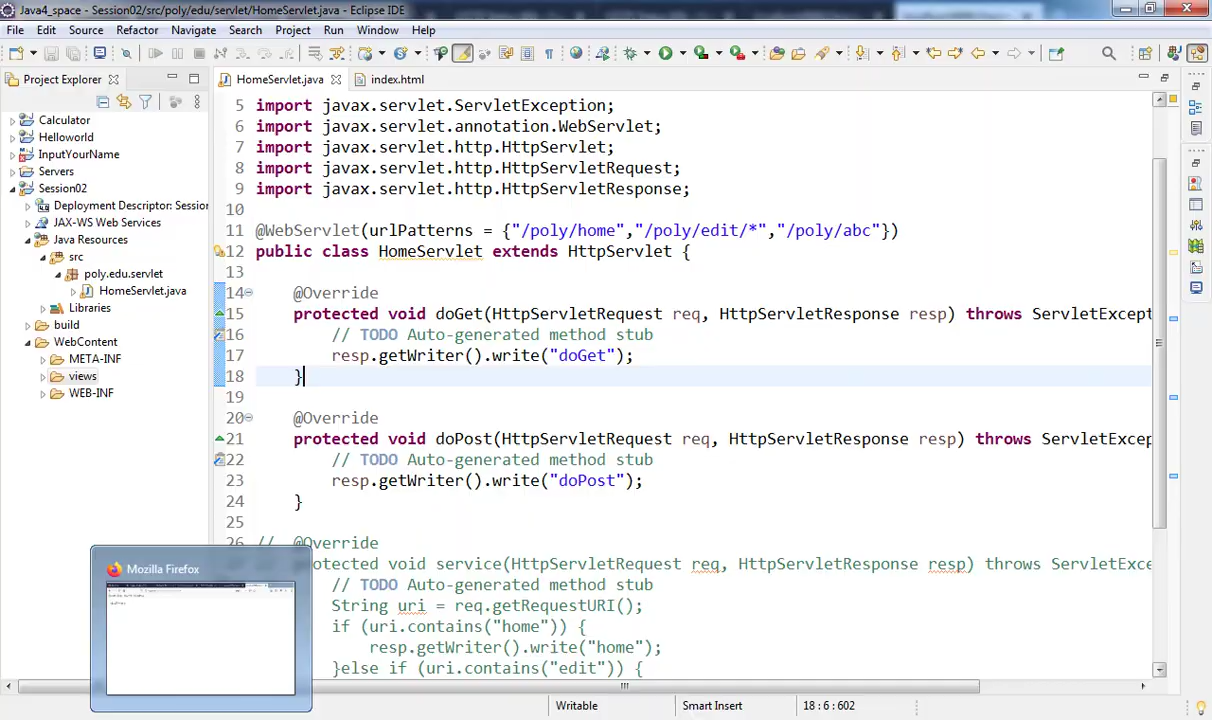 Java4_space - Session02/src/poly/edu/servlet/HomeServlet.java - Eclipse IDE
File Edit Source Refactor Navigate Search Project Run Window Help
Project Explorer
HomeServlet.java index.html
Calculator
Helloworld
InputYourName
Servers
Session02
Deployment Descriptor: Session
JAX-WS Web Services
Java Resources
src
poly.edu.servlet
HomeServlet.java
Libraries
build
WebContent
META-INF
views
WEB-INF
5 import javax.servlet.ServletException;
6 import javax.servlet.annotation.WebServlet;
7 import javax.servlet.http.HttpServlet;
8 import javax.servlet.http.HttpServletRequest;
9 import javax.servlet.http.HttpServletResponse;
10
11 @WebServlet(urlPatterns = {"/poly/home","/poly/edit/*","/poly/abc"})
12 public class HomeServlet extends HttpServlet {
13
14 @Override
15 protected void doGet(HttpServletRequest req, HttpServletResponse resp) throws ServletExcept
16 // TODO Auto-generated method stub
17 resp.getWriter().write("doGet");
18 }
19
20 @Override
21 protected void doPost(HttpServletRequest req, HttpServletResponse resp) throws ServletExcep
22 // TODO Auto-generated method stub
23 resp.getWriter().write("doPost");
24 }
25
26 // @Override
protected void service(HttpServletRequest req, HttpServletResponse resp) throws ServletExce
// TODO Auto-generated method stub
String uri = req.getRequestURI();
if (uri.contains("home")) {
resp.getWriter().write("home");
}else if (uri.contains("edit")) {
Mozilla Firefox
Writable Smart Insert 18 : 6 : 602